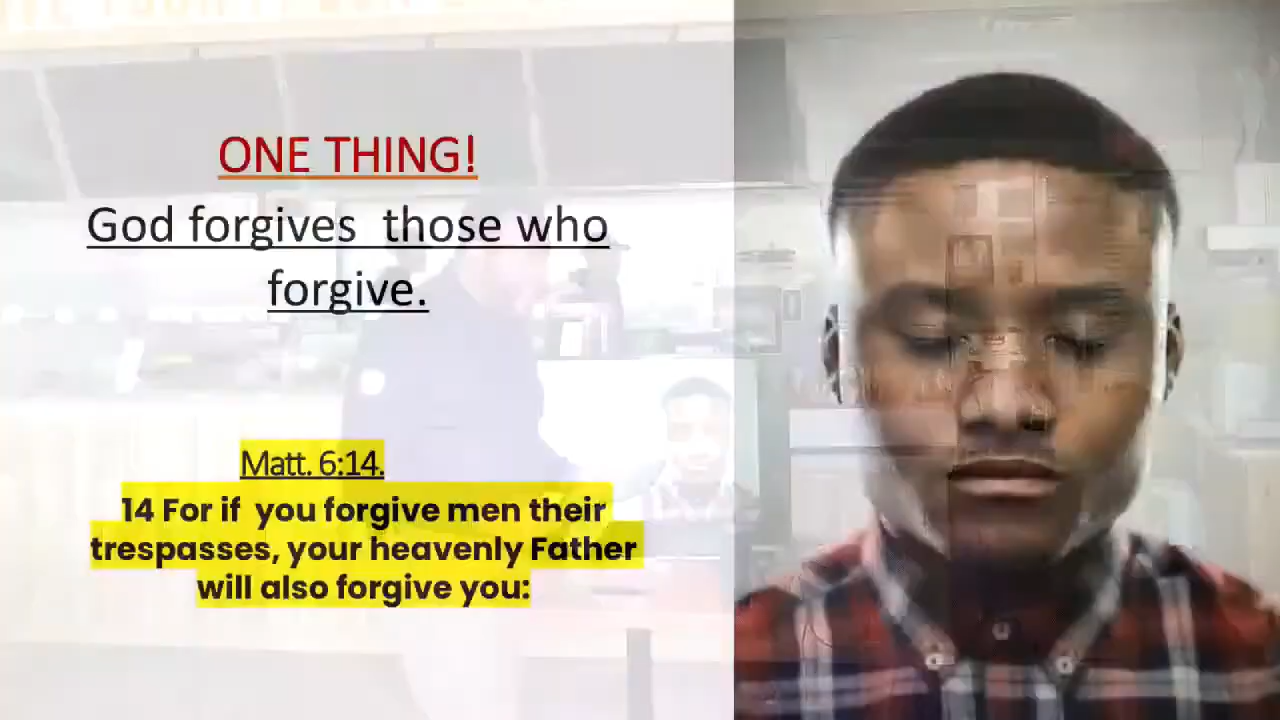 ONE THING!
God forgives those who
forgive.
Matt. 6:14.
14 For if you forgive men their
trespasses, your heavenly Father
will also forgive you: